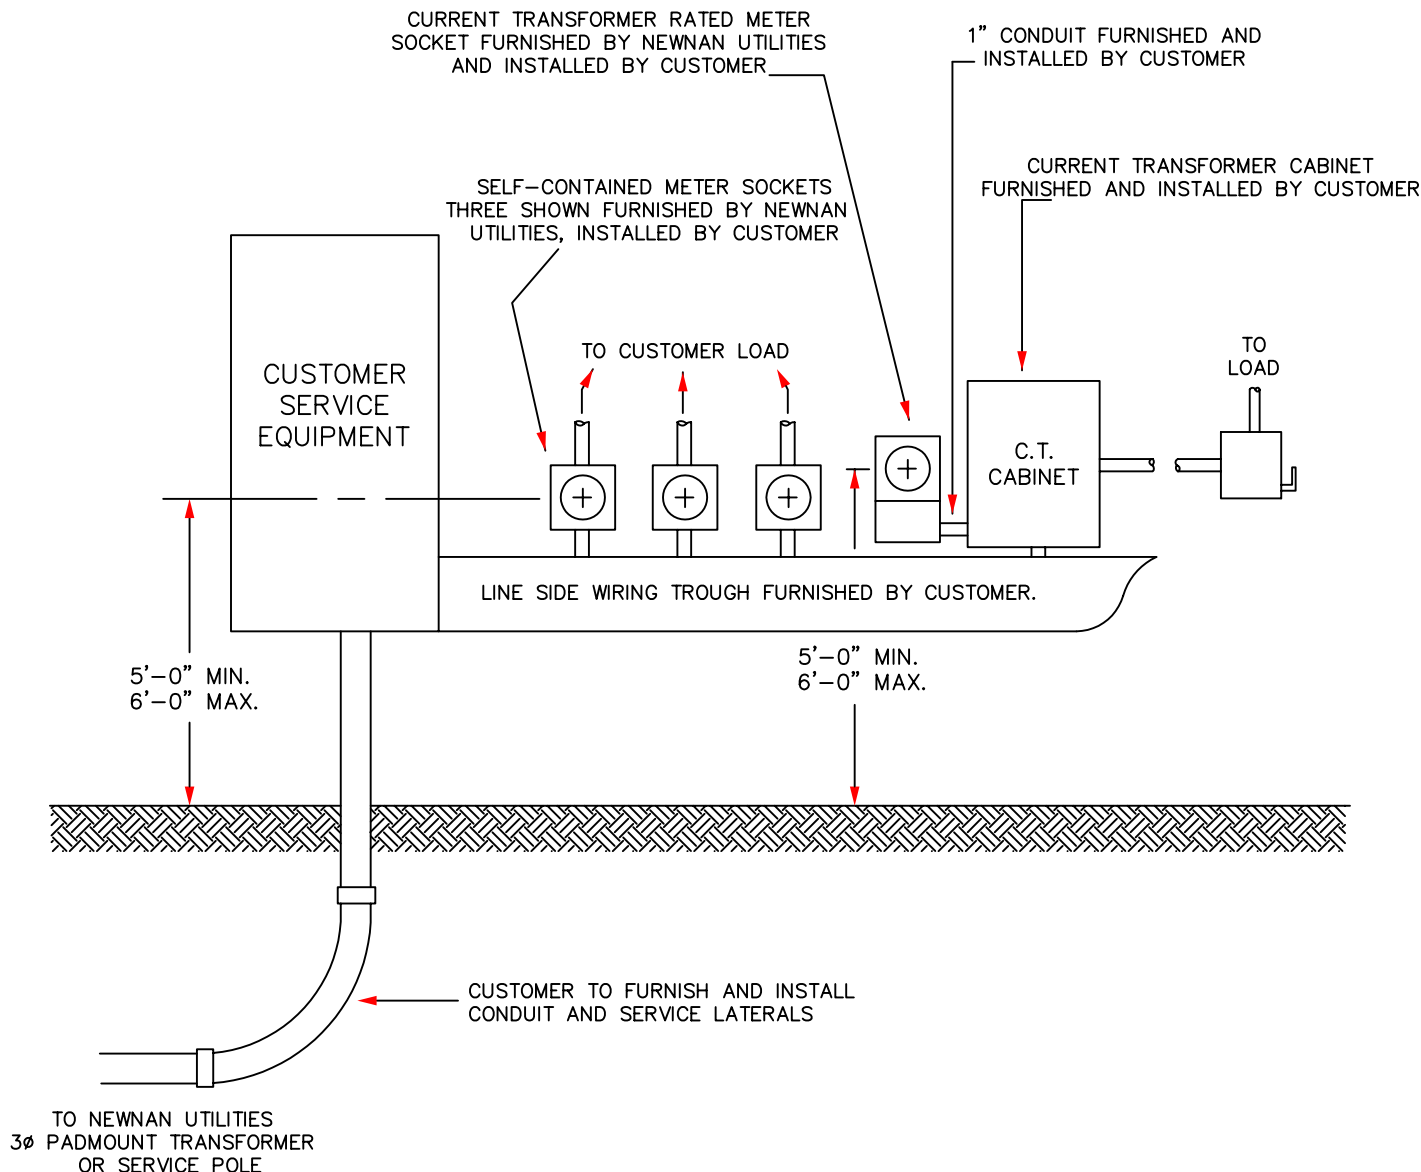 CURRENT TRANSFORMER RATED METER
SOCKET FURNISHED BY NEWNAN UTILITIES
AND INSTALLED BY CUSTOMER
1" CONDUIT FURNISHED AND
INSTALLED BY CUSTOMER
CURRENT TRANSFORMER CABINET
FURNISHED AND INSTALLED BY CUSTOMER
SELF-CONTAINED METER SOCKETS
THREE SHOWN FURNISHED BY NEWNAN
UTILITIES, INSTALLED BY CUSTOMER
TO CUSTOMER LOAD
TO
LOAD
CUSTOMER
SERVICE
EQUIPMENT
C.T.
CABINET
LINE SIDE WIRING TROUGH FURNISHED BY CUSTOMER.
5'-0" MIN.
6'-0" MAX.
5'-0" MIN.
6'-0" MAX.
CUSTOMER TO FURNISH AND INSTALL
CONDUIT AND SERVICE LATERALS
TO NEWNAN UTILITIES
3ø PADMOUNT TRANSFORMER
OR SERVICE POLE